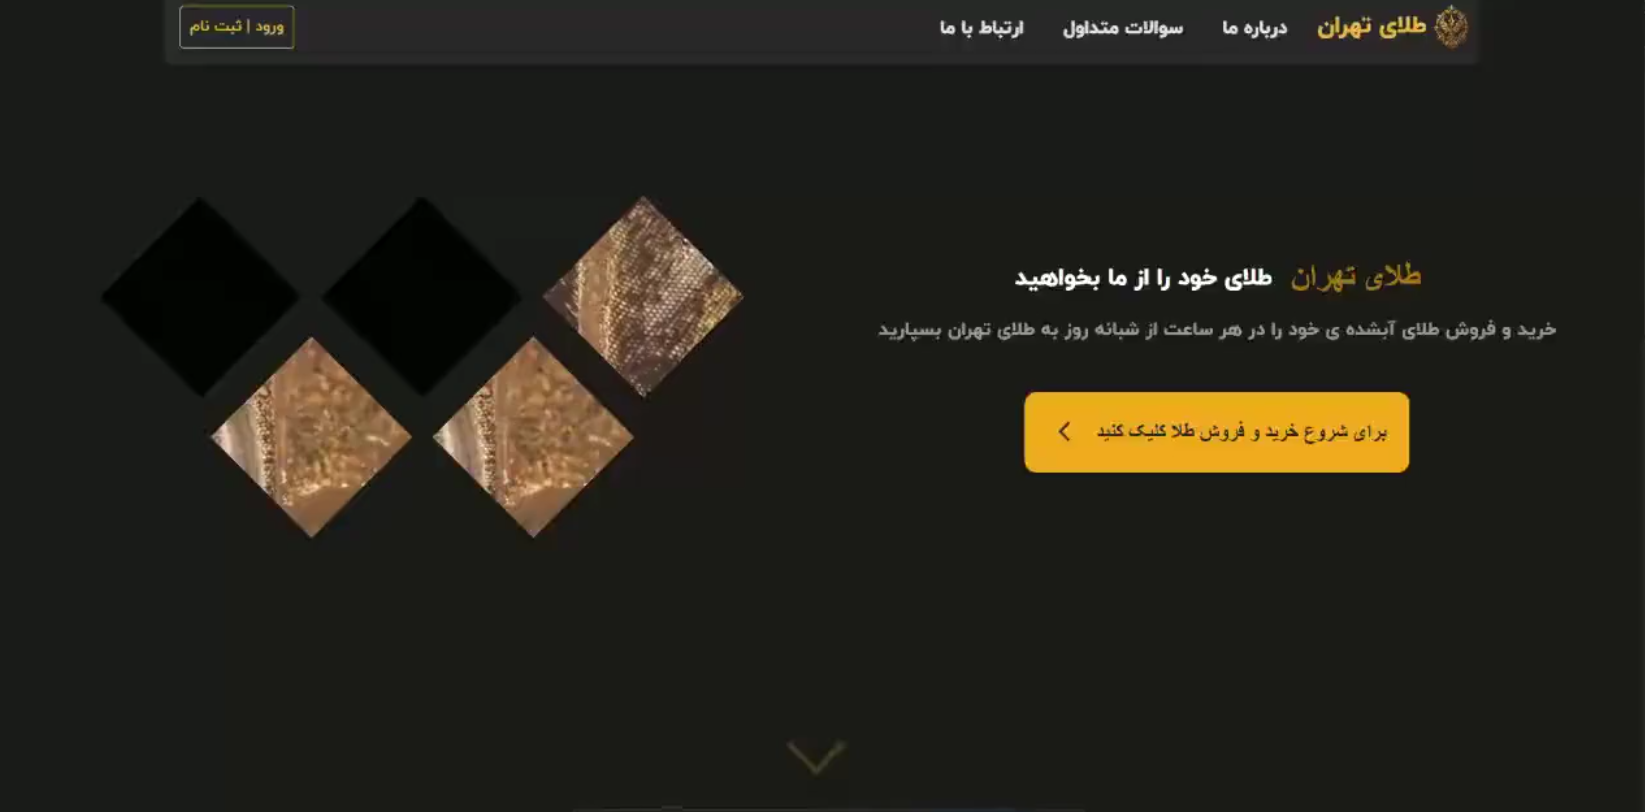 طلای تهران
درباره ما
سوالات متداول
ارتباط با ما
ورود | ثبت نام
طلای تهران طلای خود را از ما بخواهید
خرید و فروش طلای آبشده ی خود را در هر ساعت از شبانه روز به طلای تهران بسپارید
برای شروع خرید و فروش طلا کلیک کنید